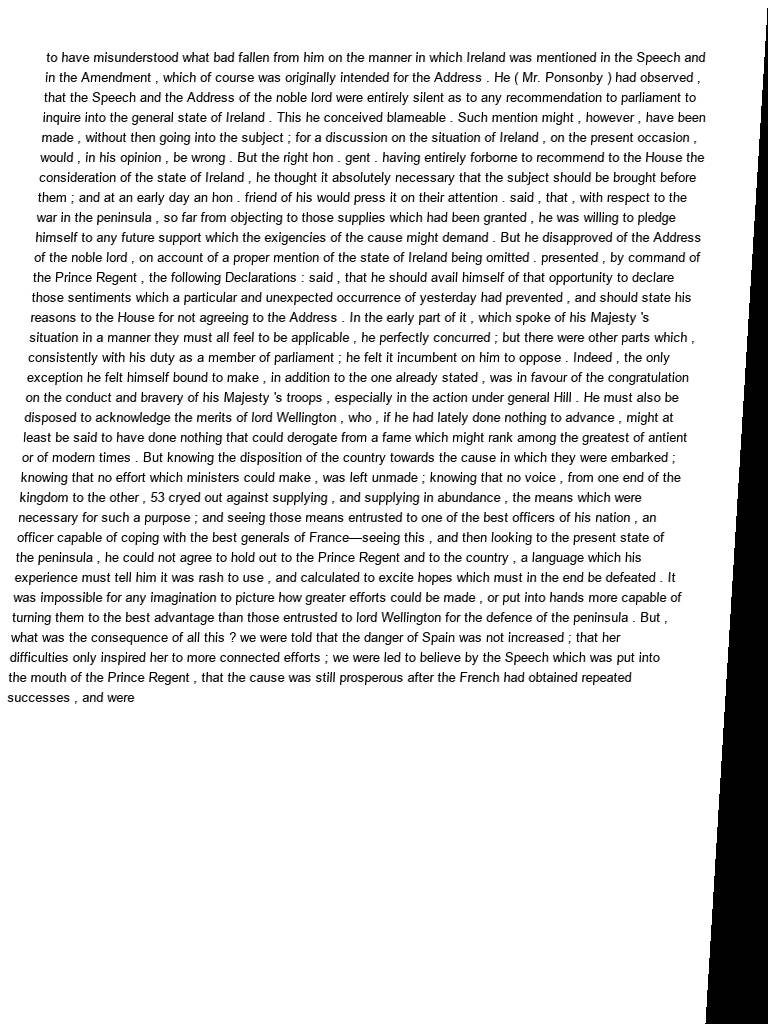 to have misunderstood what bad fallen from him on the manner in which Ireland was mentioned in the Speech and
in the Amendment , which of course was originally intended for the Address . He ( Mr. Ponsonby ) had observed ,
that the Speech and the Address of the noble lord were entirely silent as to any recommendation to parliament to
inquire into the general state of Ireland . This he conceived blameable . Such mention might , however , have been
made , without then going into the subject ; for a discussion on the situation of Ireland , on the present occasion ,
would , in his opinion , be wrong . But the right hon . gent . having entirely forborne to recommend to the House the
consideration of the state of Ireland , he thought it absolutely necessary that the subject should be brought before
them ; and at an early day an hon . friend of his would press it on their attention . said , that , with respect to the
war in the peninsula , so far from objecting to those supplies which had been granted , he was willing to pledge
himself to any future support which the exigencies of the cause might demand . But he disapproved of the Address
of the noble lord , on account of a proper mention of the state of Ireland being omitted . presented , by command of
the Prince Regent , the following Declarations : said , that he should avail himself of that opportunity to declare
those sentiments which a particular and unexpected occurrence of yesterday had prevented , and should state his
reasons to the House for not agreeing to the Address . In the early part of it , which spoke of his Majesty 's
situation in a manner they must all feel to be applicable , he perfectly concurred ; but there were other parts which ,
consistently with his duty as a member of parliament ; he felt it incumbent on him to oppose . Indeed , the only
exception he felt himself bound to make , in addition to the one already stated , was in favour of the congratulation
on the conduct and bravery of his Majesty 's troops , especially in the action under general Hill . He must also be
disposed to acknowledge the merits of lord Wellington , who , if he had lately done nothing to advance , might at
least be said to have done nothing that could derogate from a fame which might rank among the greatest of antient
or of modern times . But knowing the disposition of the country towards the cause in which they were embarked ;
knowing that no effort which ministers could make , was left unmade ; knowing that no voice , from one end of the
kingdom to the other , 53 cryed out against supplying , and supplying in abundance , the means which were
necessary for such a purpose ; and seeing those means entrusted to one of the best officers of his nation , an
officer capable of coping with the best generals of France—seeing this , and then looking to the present state of
the peninsula , he could not agree to hold out to the Prince Regent and to the country , a language which his
experience must tell him it was rash to use , and calculated to excite hopes which must in the end be defeated . It
was impossible for any imagination to picture how greater efforts could be made , or put into hands more capable of
turning them to the best advantage than those entrusted to lord Wellington for the defence of the peninsula . But ,
what was the consequence of all this ? we were told that the danger of Spain was not increased ; that her
difficulties only inspired her to more connected efforts ; we were led to believe by the Speech which was put into
the mouth of the Prince Regent , that the cause was still prosperous after the French had obtained repeated
successes , and were